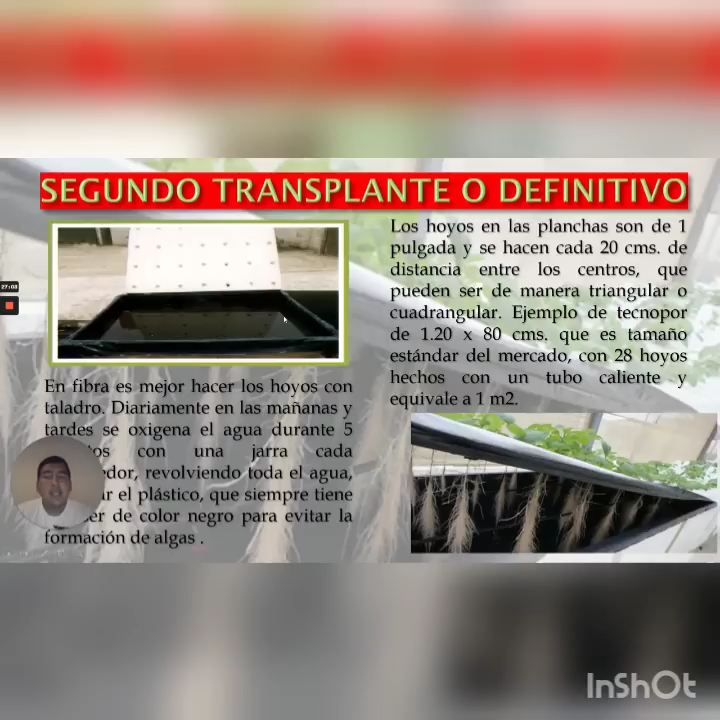 SEGUNDO TRANSPLANTE O DEFINITIVO
Los hoyos en las planchas son de 1
pulgada y se hacen cada 20 cms. de
distancia entre los centros, que
pueden ser de manera triangular o
cuadrangular. Ejemplo de tecnopor
de 1.20 x 80 cms. que es tamaño
estándar del mercado, con 28 hoyos
hechos con un tubo caliente y
equivale a 1 m2.
27:03
En fibra es mejor hacer los hoyos con
taladro. Diariamente en las mañanas y
tardes se oxigena el agua durante 5
con una jarra cada
revolviendo toda el agua,
el plástico, que siempre tiene
de color negro para evitar la
formación de algas .
InShOt